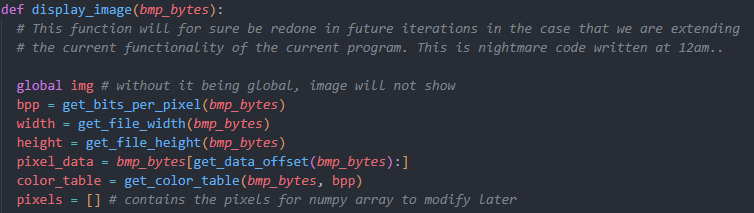 def display_image(bmp_bytes):
# This function will for sure be redone in future iterations in the case that we are extending
# the current functionality of the current program. This is nightmare code written at 12am..
global img # without it being global, image will not show
bpp = get_bits_per_pixel(bmp_bytes)
width = get_file_width(bmp_bytes)
height = get_file_height(bmp_bytes)
pixel_data = bmp_bytes[get_data_offset(bmp_bytes):]
color_table = get_color_table(bmp_bytes, bpp)
pixels = [] # contains the pixels for numpy array to modify later